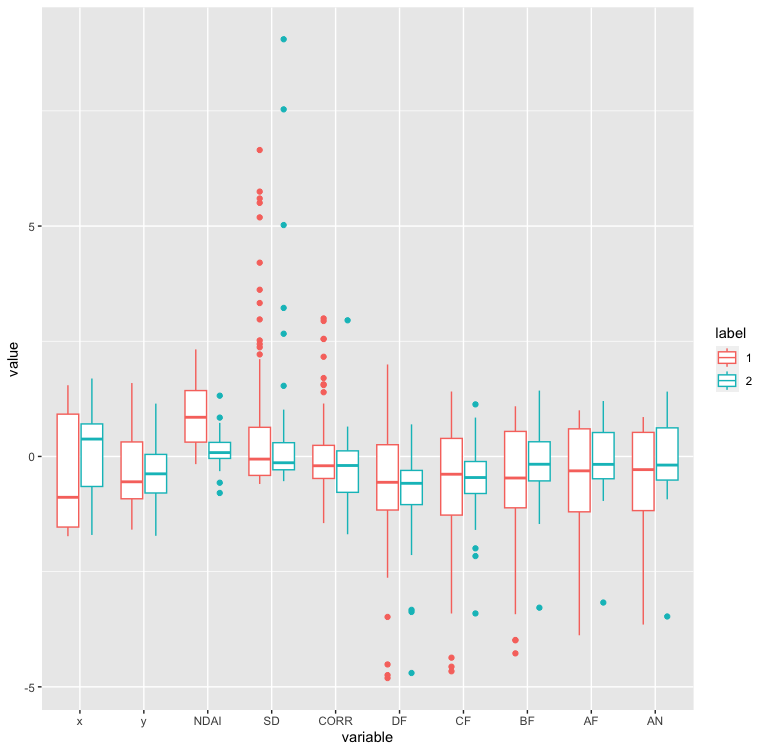 value
5
0
-5
x y NDAI SD CORR DF CF BF AF AN
variable
label
1
2